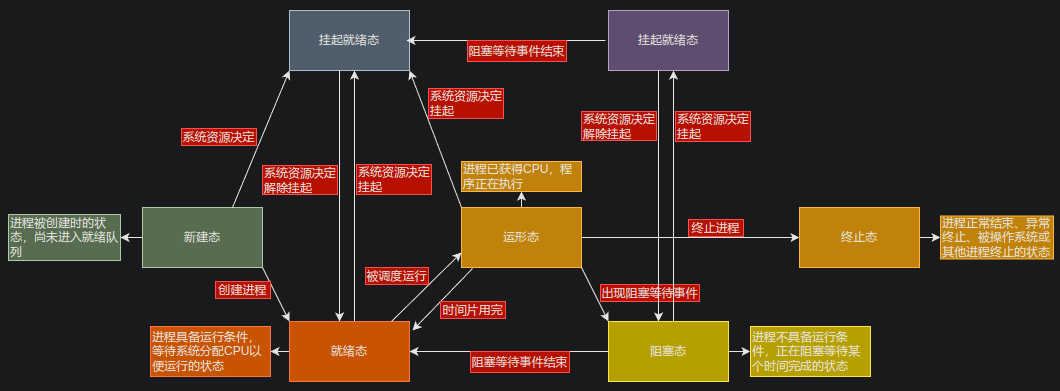 挂起就绪态
挂起就绪态
阻塞等待事件结束
系统资源决定
挂起
系统资源决定
系统资源决定
解除挂起
系统资源决定
挂起
系统资源决定
解除挂起
系统资源决定
挂起
进程已获得CPU，程
序正在执行
进程被创建时的状
态，尚未进入就绪队
列
新建态
运形态
终止进程
终止态
进程正常结束、异常
终止、被操作系统或
其他进程终止的状态
创建进程
被调度运行
时间片用完
出现阻塞等待事件
进程具备运行条件，
等待系统分配CPU以
便运行的状态
就绪态
阻塞等待事件结束
阻塞态
进程不具备运行条
件，正在阻塞等待某
个时间完成的状态